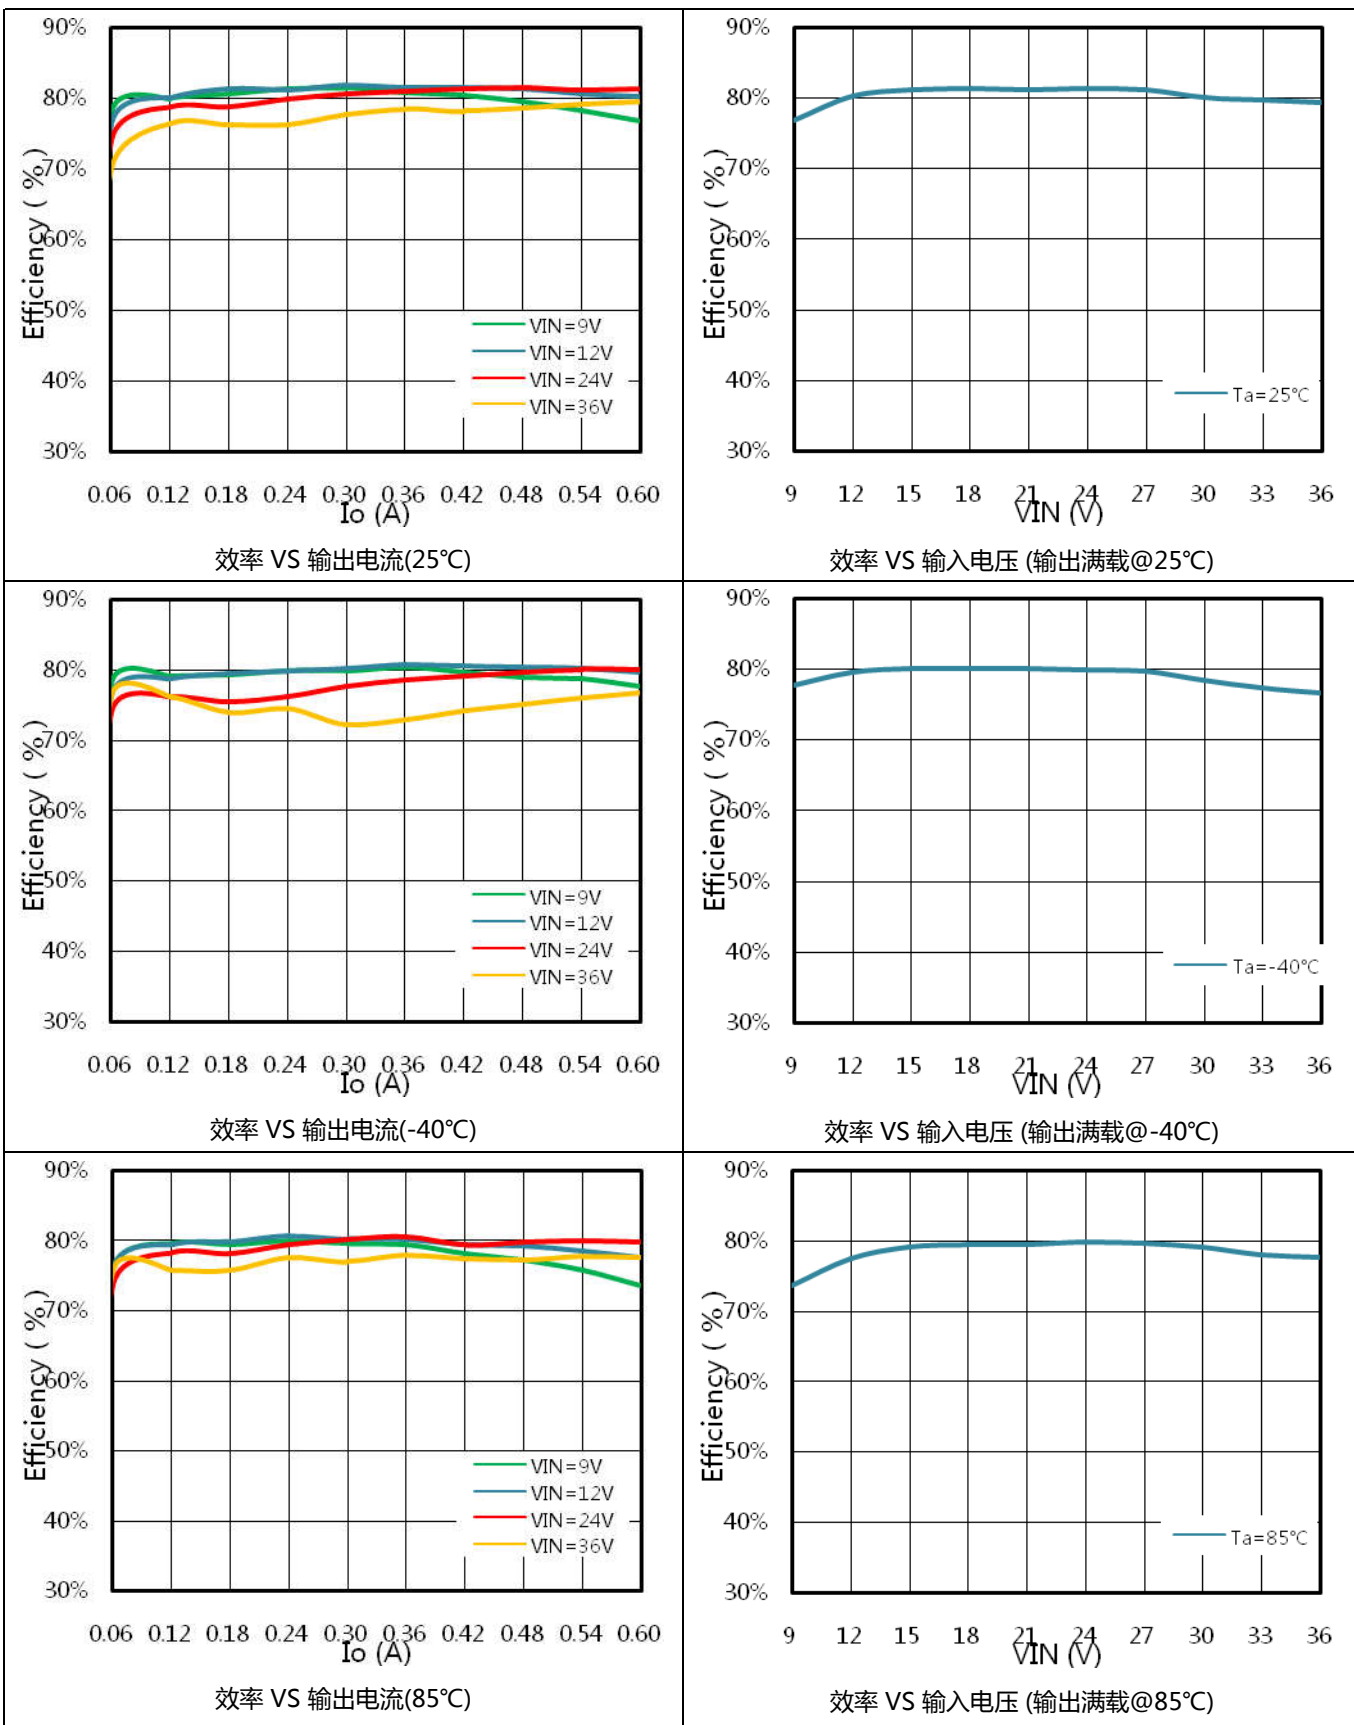 90%
80%
70%
60%
50%
40%
30%
Efficiency ( % )
VIN=9V
VIN=12V
VIN=24V
VIN=36V
0.06 0.12 0.18 0.24 0.30 0.36 0.42 0.48 0.54 0.60
Io (A)
效率 VS 输出电流(25℃)
90%
80%
70%
60%
50%
40%
30%
Efficiency ( % )
Ta=25℃
9 12 15 18 21 24 27 30 33 36
VIN (V)
效率 VS 输入电压 (输出满载@25℃)
90%
80%
70%
60%
50%
40%
30%
Efficiency ( % )
VIN=9V
VIN=12V
VIN=24V
VIN=36V
0.06 0.12 0.18 0.24 0.30 0.36 0.42 0.48 0.54 0.60
Io (A)
效率 VS 输出电流(-40℃)
90%
80%
70%
60%
50%
40%
30%
Efficiency ( % )
Ta=-40℃
9 12 15 18 21 24 27 30 33 36
VIN (V)
效率 VS 输入电压 (输出满载@-40℃)
90%
80%
70%
60%
50%
40%
30%
Efficiency ( % )
VIN=9V
VIN=12V
VIN=24V
VIN=36V
0.06 0.12 0.18 0.24 0.30 0.36 0.42 0.48 0.54 0.60
Io (A)
效率 VS 输出电流(85℃)
90%
80%
70%
60%
50%
40%
30%
Efficiency ( % )
Ta=85℃
9 12 15 18 21 24 27 30 33 36
VIN (V)
效率 VS 输入电压 (输出满载@85℃)